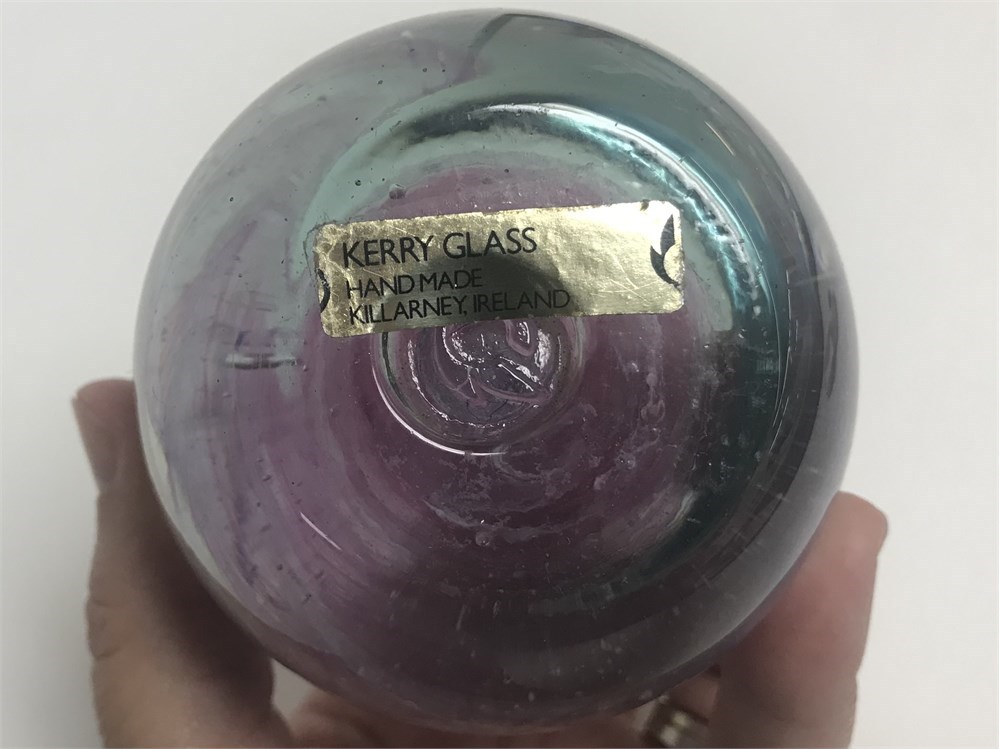 KERRY GLASS
HAND MADE
KILLARNEY, IRELAND